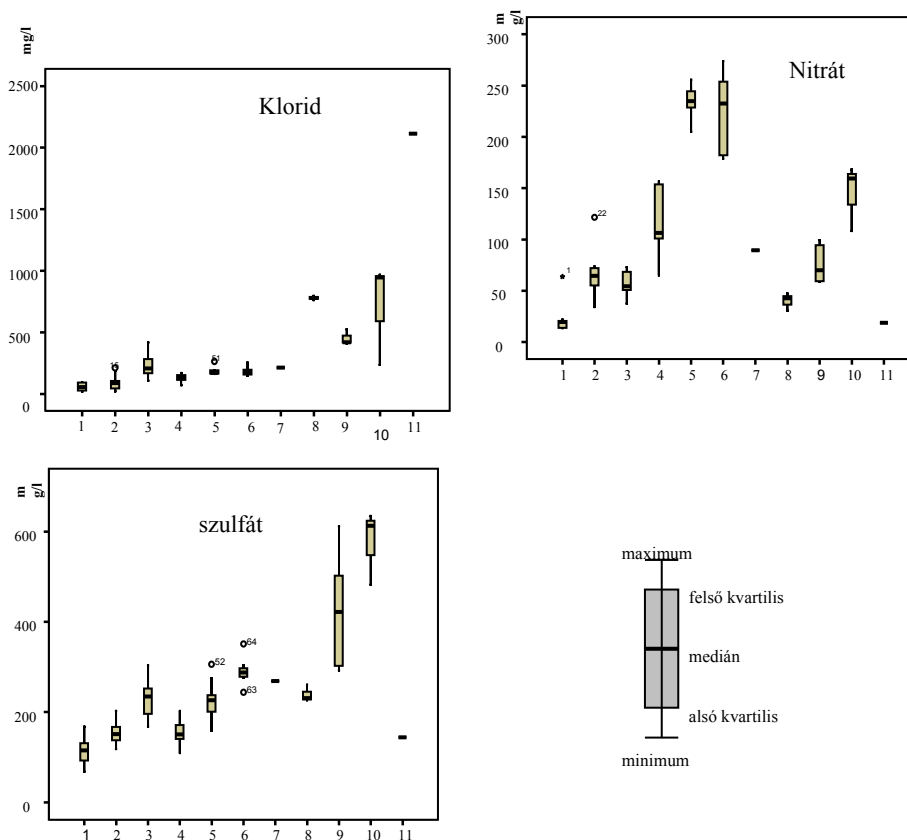 mg/l
Klorid
2500
2000
1500
1000
500
0
15
51
1 2 3 4 5 6 7 8 9 10 11
m
g/l
Nitrát
300
250
200
150
100
50
0
1
22
1 2 3 4 5 6 7 8 9 10 11
m
g/l
szulfát
600
400
200
0
52
64
63
1 2 3 4 5 6 7 8 9 10 11
maximum
felső kvartilis
medián
alsó kvartilis
minimum